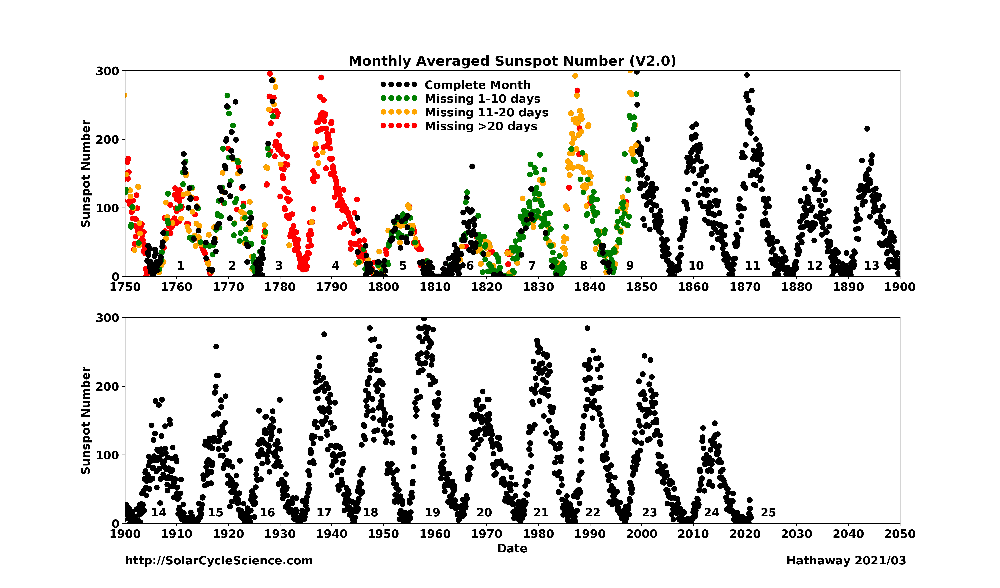 Monthly Averaged Sunspot Number (V2.0)
300
200
100
0
Sunspot Number
Complete Month
Missing 1-10 days
Missing 11-20 days
Missing >20 days
1 2 3 4 5 6 7 8 9 10 11 12 13
1750 1760 1770 1780 1790 1800 1810 1820 1830 1840 1850 1860 1870 1880 1890 1900
300
200
100
0
Sunspot Number
14 15 16 17 18 19 20 21 22 23 24 25
1900 1910 1920 1930 1940 1950 1960 1970 1980 1990 2000 2010 2020 2030 2040 2050
Date
http://SolarCycleScience.com
Hathaway 2021/03